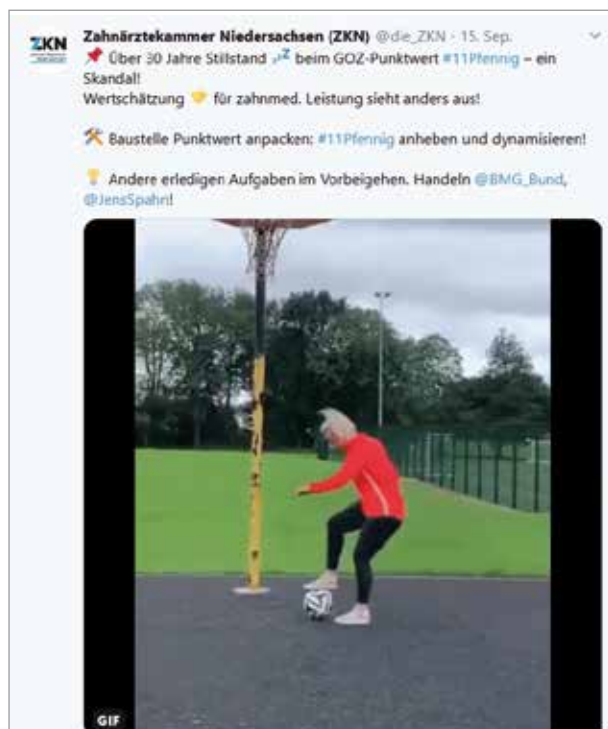 ZKN
Zahnärztekammer Niedersachsen (ZKN) @die_ZKN · 15. Sep.
📌 Über 30 Jahre Stillstand 💤 beim GOZ-Punktwert #11Pfennig – ein
Skandal!
Wertschätzung 💛 für zahnmed. Leistung sieht anders aus!
🛠 Baustelle Punktwert anpacken: #11Pfennig anheben und dynamisieren!
💡 Andere erledigen Aufgaben im Vorbeigehen. Handeln @BMG_Bund,
@JensSpahn!
GIF